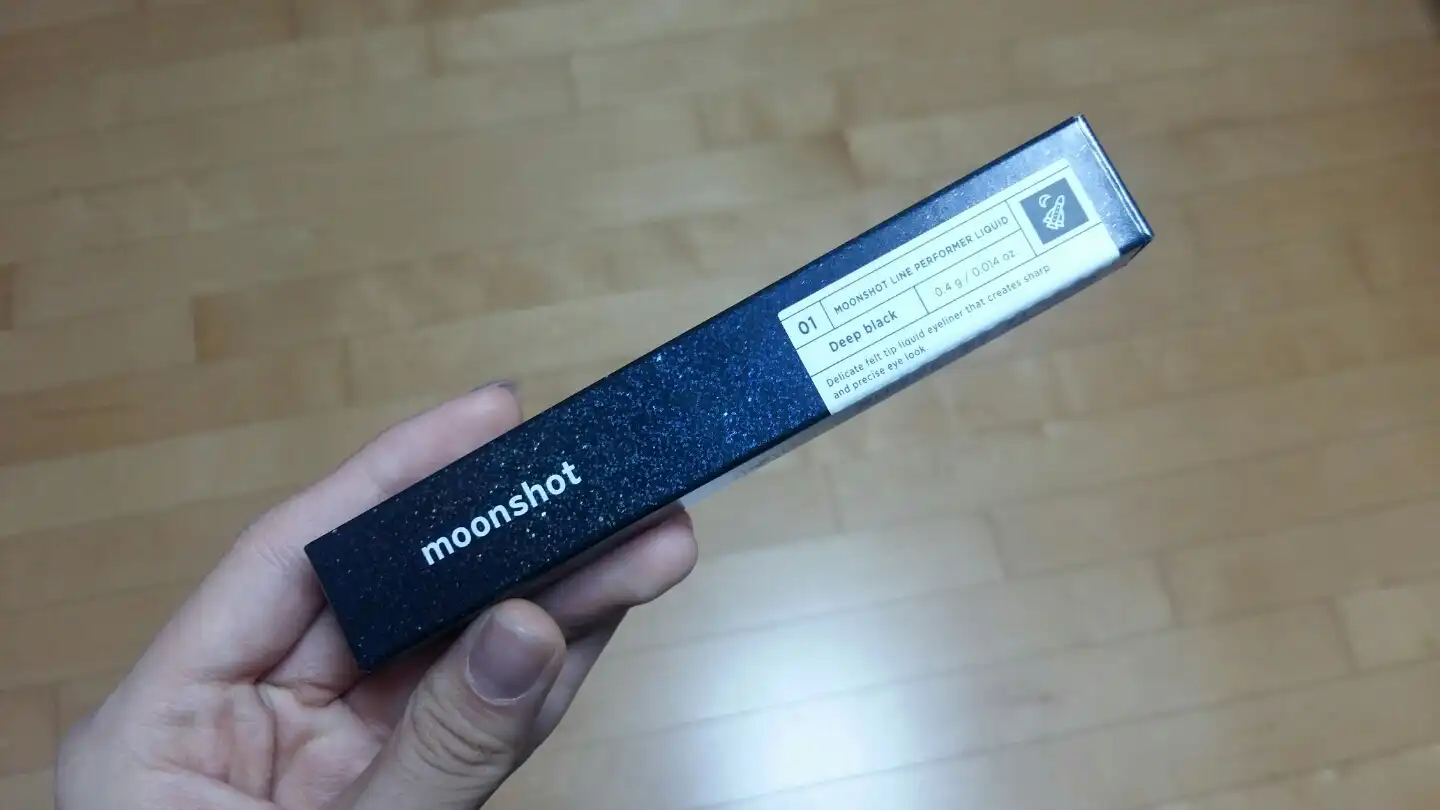 moonshot
01 MOONSHOT LINE PERFORMER LIQUID
Deep black 0.4 g / 0.014 oz
Delicate felt tip liquid eyeliner that creates sharp
and precise eye look.